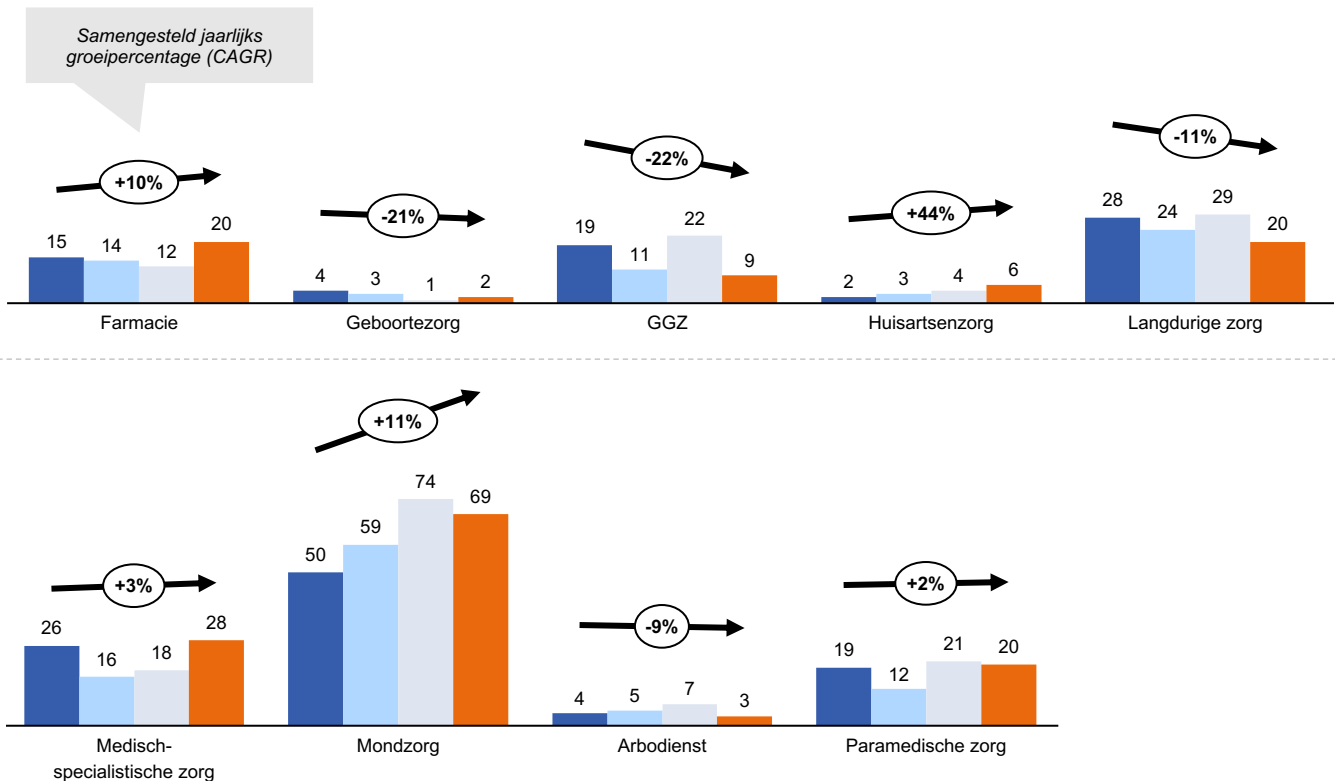 Samengesteld jaarlijks
groeipercentage (CAGR)
+10%
-21%
-22%
+44%
-11%
15 14 12 20
4 3 1 2
19 11 22 9
2 3 4 6
28 24 29 20
Farmacie
Geboortezorg
GGZ
Huisartsenzorg
Langdurige zorg
+3%
+11%
-9%
+2%
26 16 18 28
50 59 74 69
4 5 7 3
19 12 21 20
Medisch-
specialistische zorg
Mondzorg
Arbodienst
Paramedische zorg